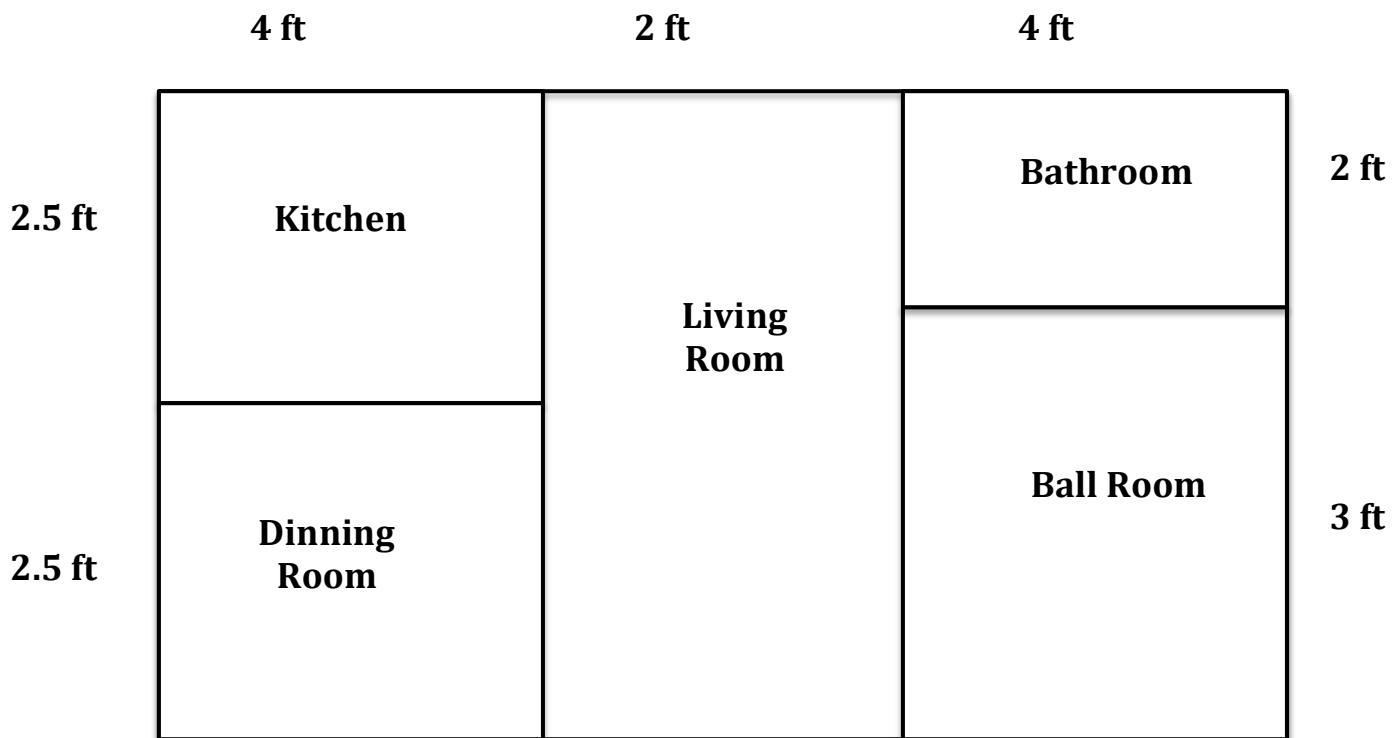 4 ft
2 ft
4 ft
Bathroom
2 ft
2.5 ft
Kitchen
Living
Room
Ball Room
3 ft
Dinning
Room
2.5 ft